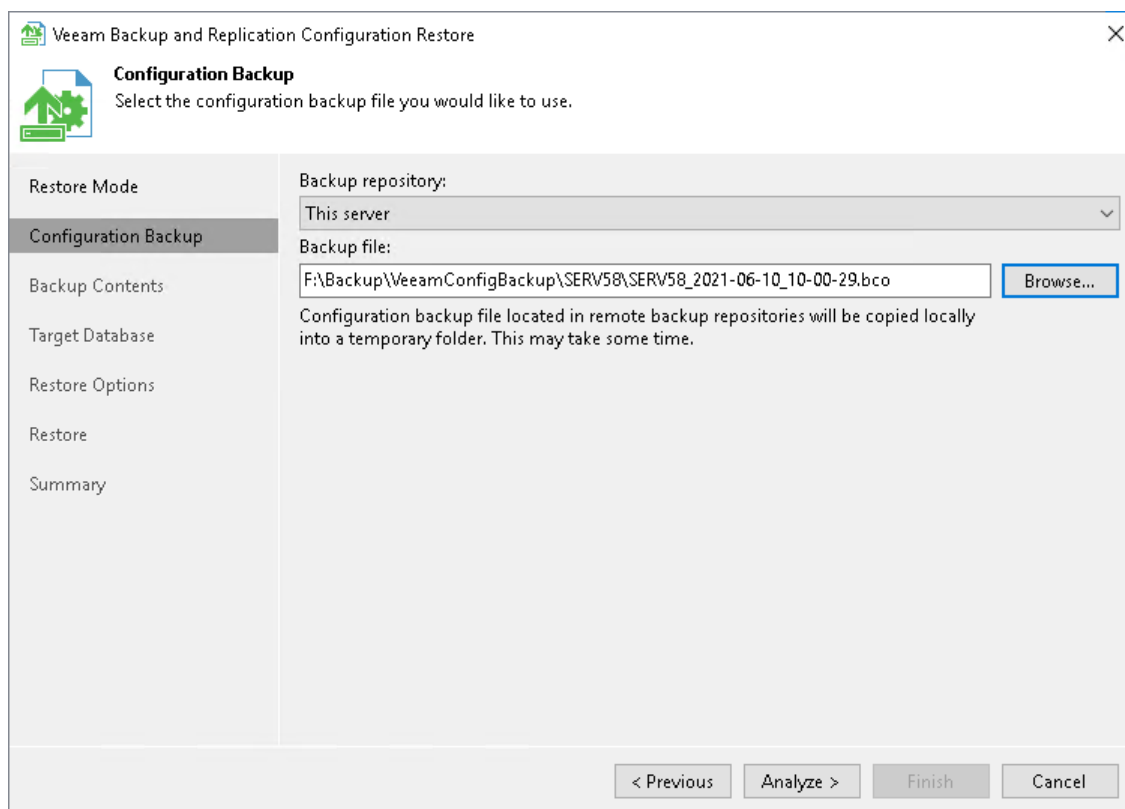 Veeam Backup and Replication Configuration Restore
Configuration Backup
Select the configuration backup file you would like to use.
Restore Mode
Configuration Backup
Backup Contents
Target Database
Restore Options
Restore
Summary
Backup repository:
This server
Backup file:
F:\Backup\VeeamConfigBackup\SERV58\SERV58_2021-06-10_10-00-29.bco
Browse...
Configuration backup file located in remote backup repositories will be copied locally
into a temporary folder. This may take some time.
< Previous
Analyze >
Finish
Cancel